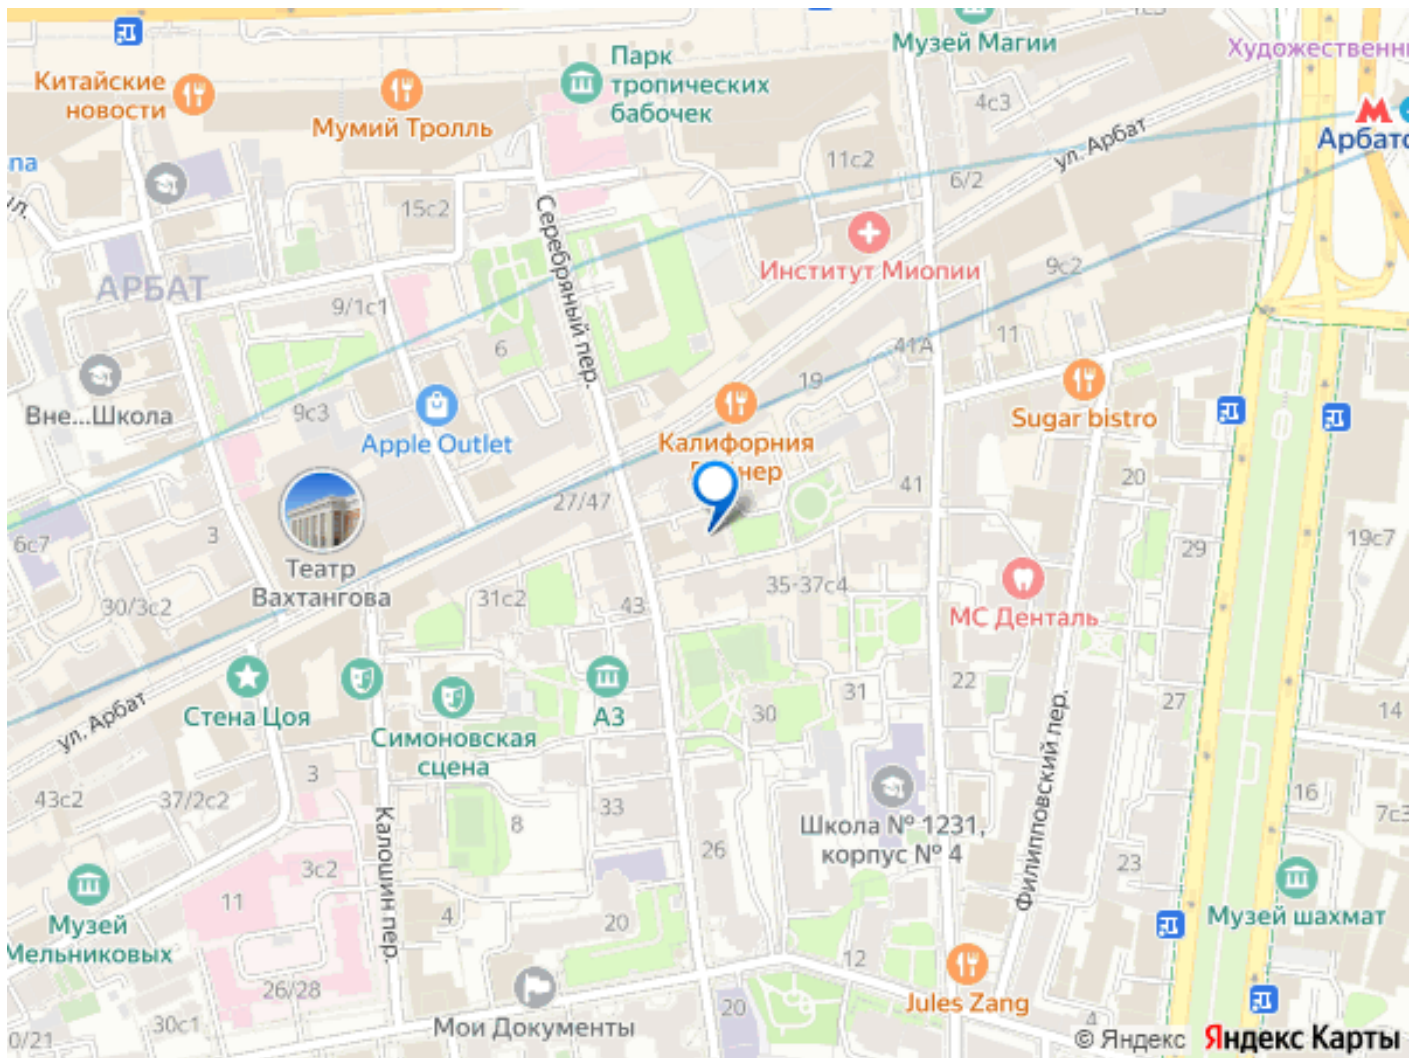 Музей Магии
4с3
Художественн
Парк
тропических
бабочек
Китайские
новости
Мумий Тролль
Арбатс
ул. Арбат
na
11с2
6/2
ул.
15с2
Серебряный пер.
Институт Миопии
9с2
АРБАТ
9/1с1
6
41А
11
19
Вне...Школа
9с3
Apple Outlet
Калифорния
нер
Sugar bistro
20
41
27/47
3
6с7
Театр
Вахтангова
29
19с7
30/3с2
31с2
43
35-37с4
МС Денталь
Стена Цоя
ул. Арбат
Симоновская
сцена
А3
30
31
22
27
14
Филипповский пер.
3
43с2
37/2с2
Калошин пер.
8
33
26
Школа № 1231,
корпус № 4
16
7с3
23
3с2
11
4
20
Музей
Мельниковых
Музей шахмат
12
26/28
Jules Zang
0/21
30с1
Мои Документы
20
4
© Яндекс
Яндекс Карты